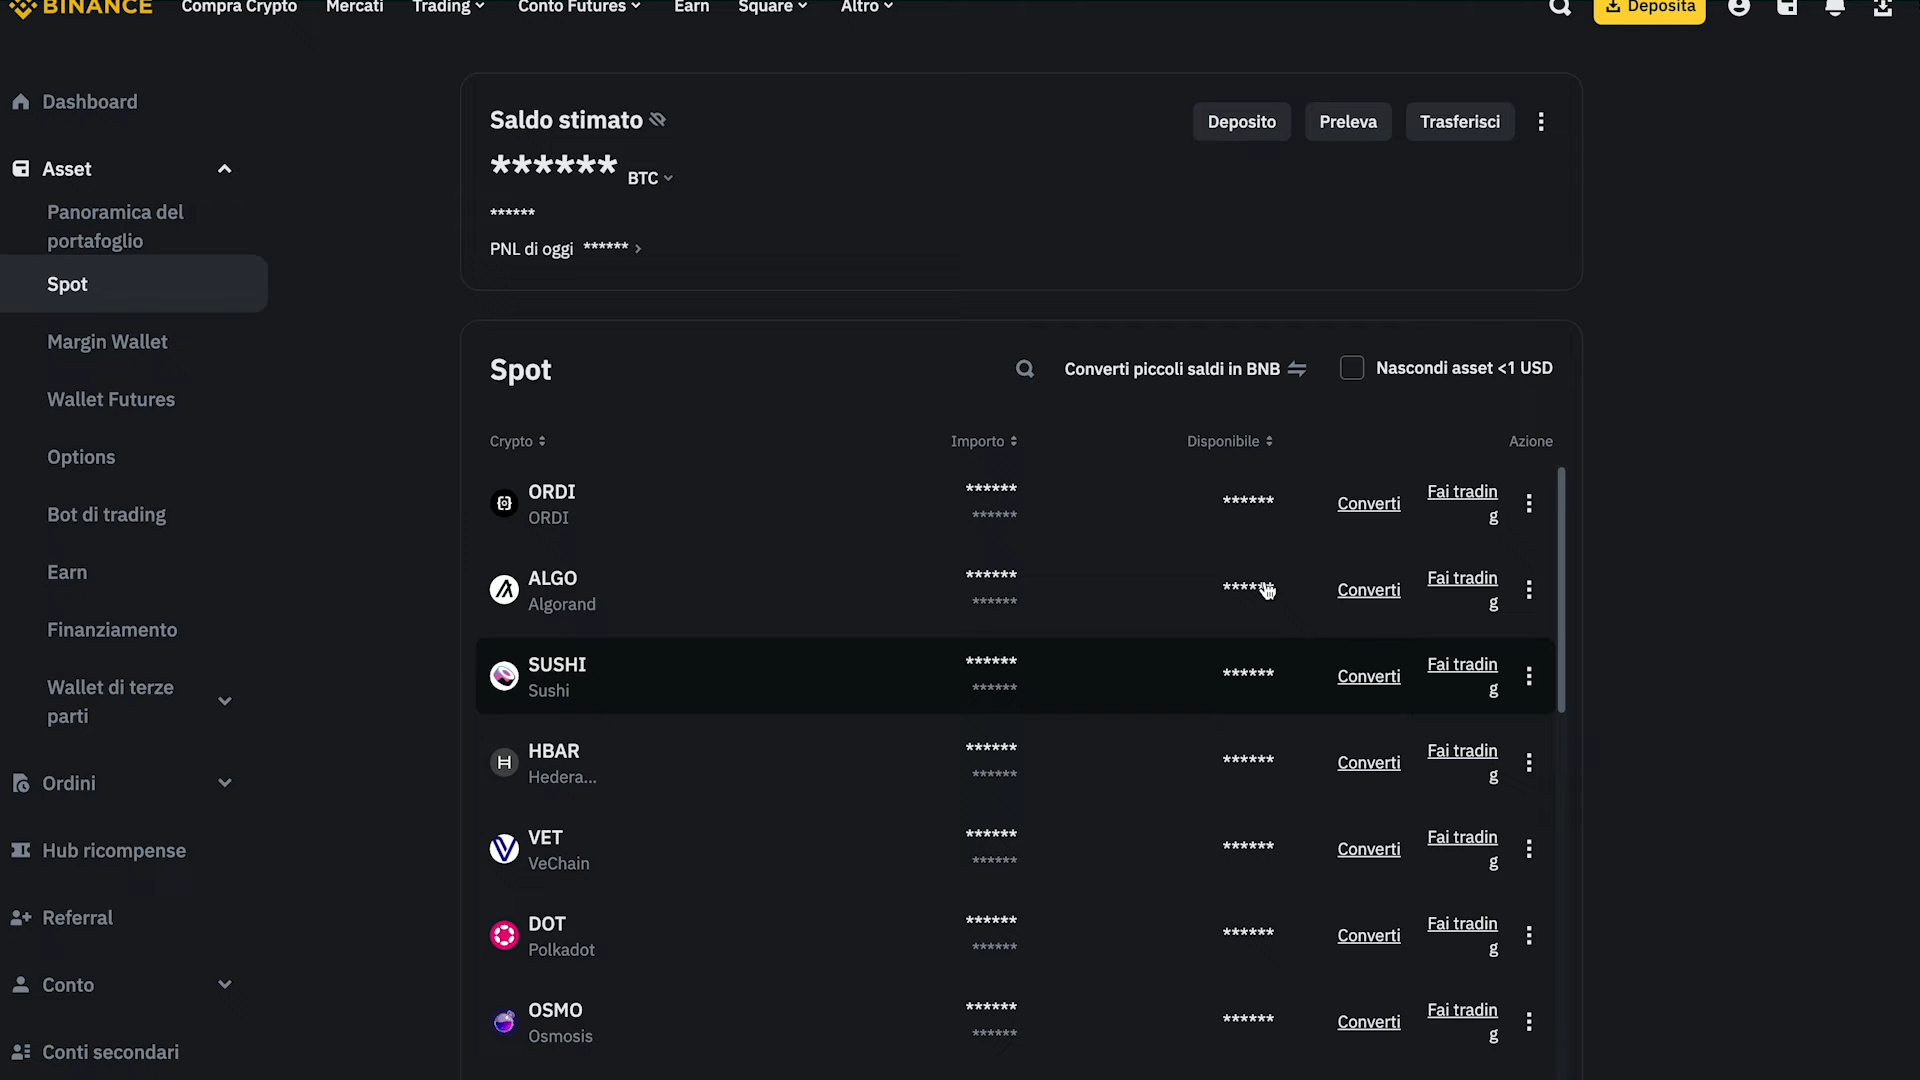 BINANCE
Compra Crypto
Mercati
Trading
Conto Futures
Earn
Square
Altro
Deposita
Dashboard
Asset
Panoramica del
portafoglio
Spot
Margin Wallet
Wallet Futures
Options
Bot di trading
Earn
Finanziamento
Wallet di terze
parti
Ordini
Hub ricompense
Referral
Conto
Conti secondari
Saldo stimato
Deposito
Preleva
Trasferisci
****** BTC
******
PNL di oggi ******
Spot
Converti piccoli saldi in BNB
Nascondi asset <1 USD
Crypto
Importo
Disponibile
Azione
ORDI
ORDI
******
******
******
Converti
Fai tradin
g
ALGO
Algorand
******
******
******
Converti
Fai tradin
g
SUSHI
Sushi
******
******
******
Converti
Fai tradin
g
HBAR
Hedera...
******
******
******
Converti
Fai tradin
g
VET
VeChain
******
******
******
Converti
Fai tradin
g
DOT
Polkadot
******
******
******
Converti
Fai tradin
g
OSMO
Osmosis
******
******
******
Converti
Fai tradin
g